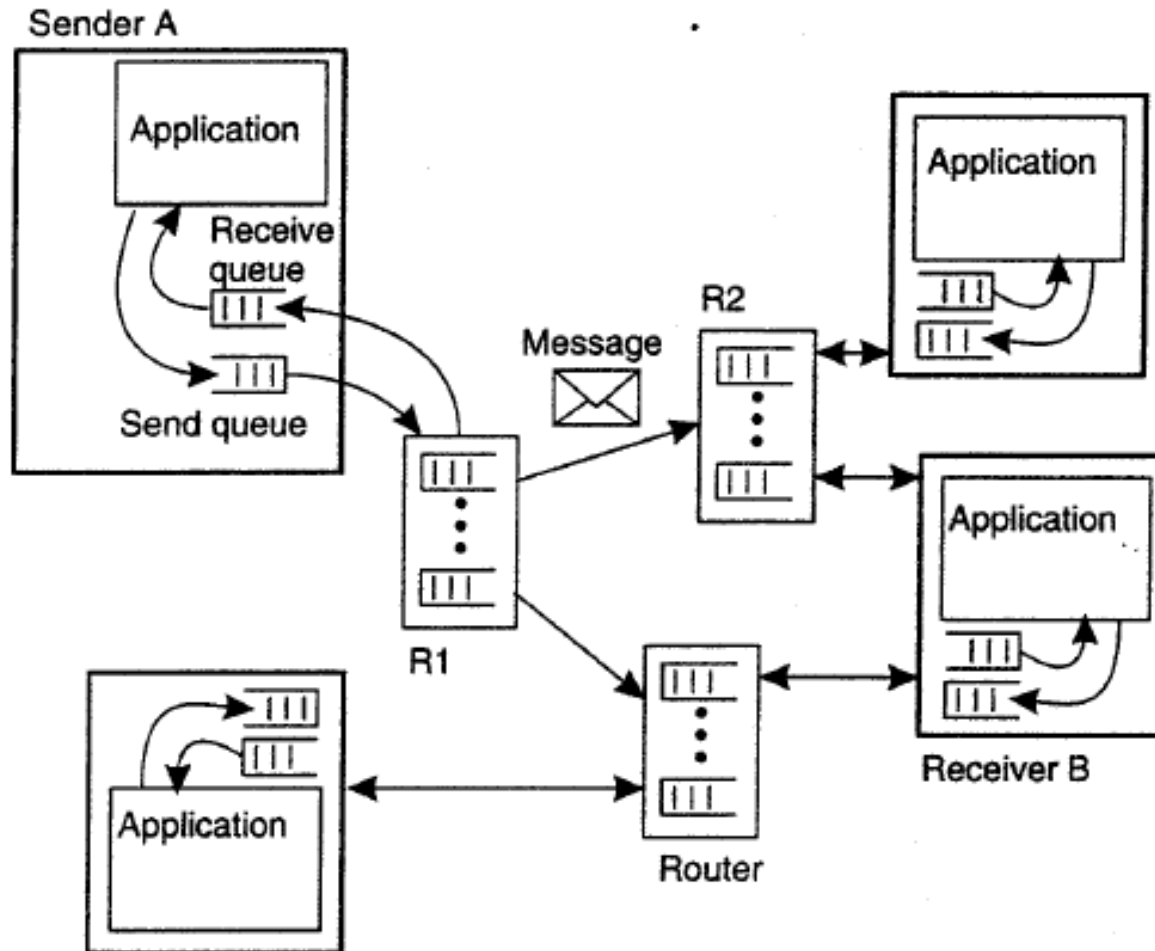 Sender A
Application
Receive
queue
Send queue
R1
Message
R2
Application
Application
Receiver B
Router
Application